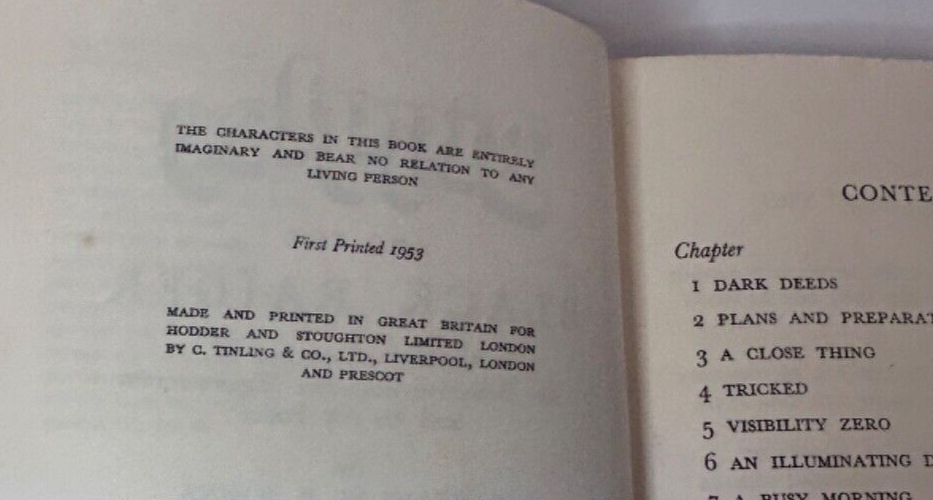 THE CHARACTERS IN THIS BOOK ARE ENTIRELY
IMAGINARY AND BEAR NO RELATION TO ANY
LIVING PERSON
First Printed 1953
MADE AND PRINTED IN GREAT BRITAIN FOR
HODDER AND STOUGHTON LIMITED LONDON
BY C. TINLING & CO., LTD., LIVERPOOL, LONDON
AND PRESCOT
CONTE
Chapter
1 DARK DEEDS
2 PLANS AND PREPARAT
3 A CLOSE THING
4 TRICKED
5 VISIBILITY ZERO
6 AN ILLUMINATING D
7 A BUSY MORNING